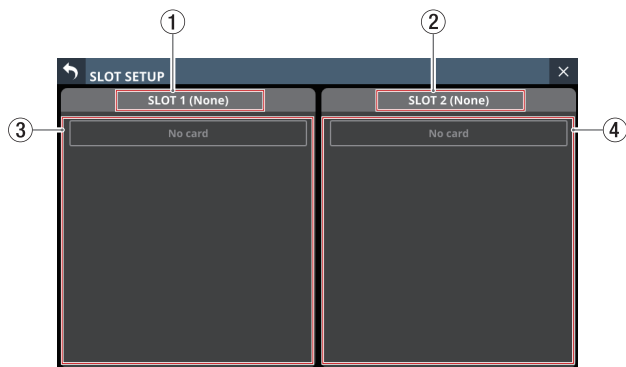 ① ②
SLOT SETUP
SLOT 1 (None) SLOT 2 (None)
③ No card No card ④